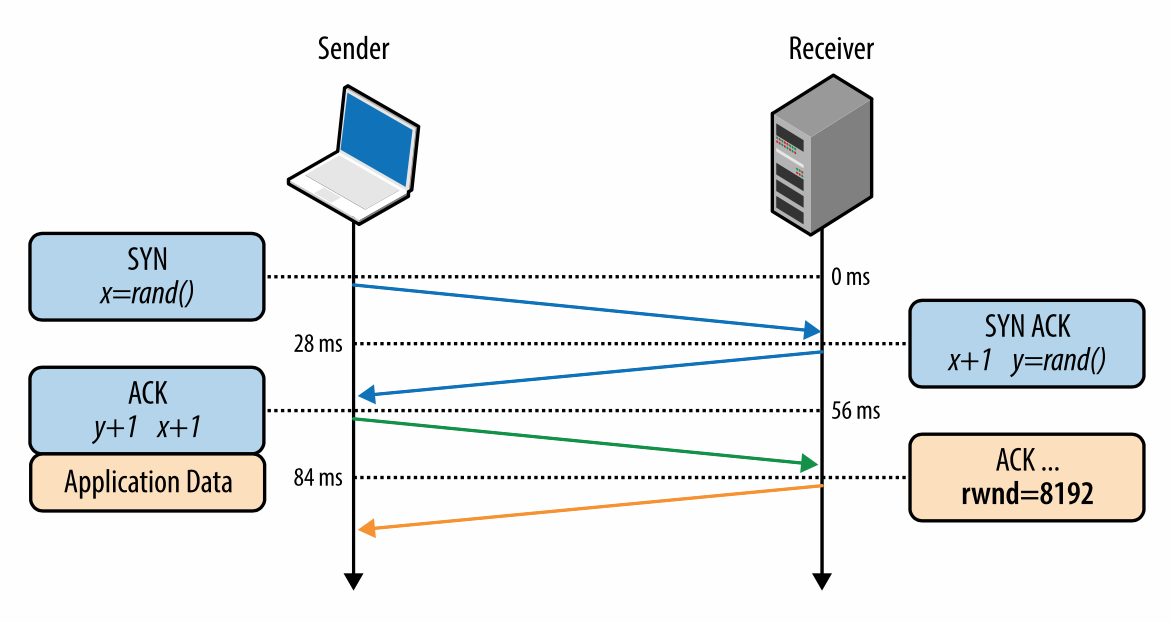 Sender
Receiver
SYN
x=rand()
0 ms
28 ms
SYN ACK
x+1 y=rand()
ACK
y+1 x+1
56 ms
Application Data
84 ms
ACK ...
rwnd=8192